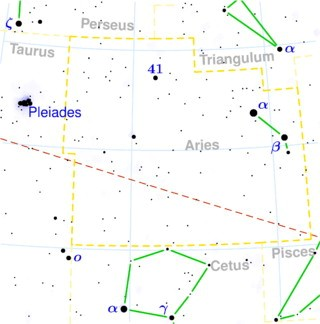 ζ
Perseus
Taurus
α
Triangulum
41
Pleiades
α
Aries
β
Pisces
ο
Cetus
α
γ